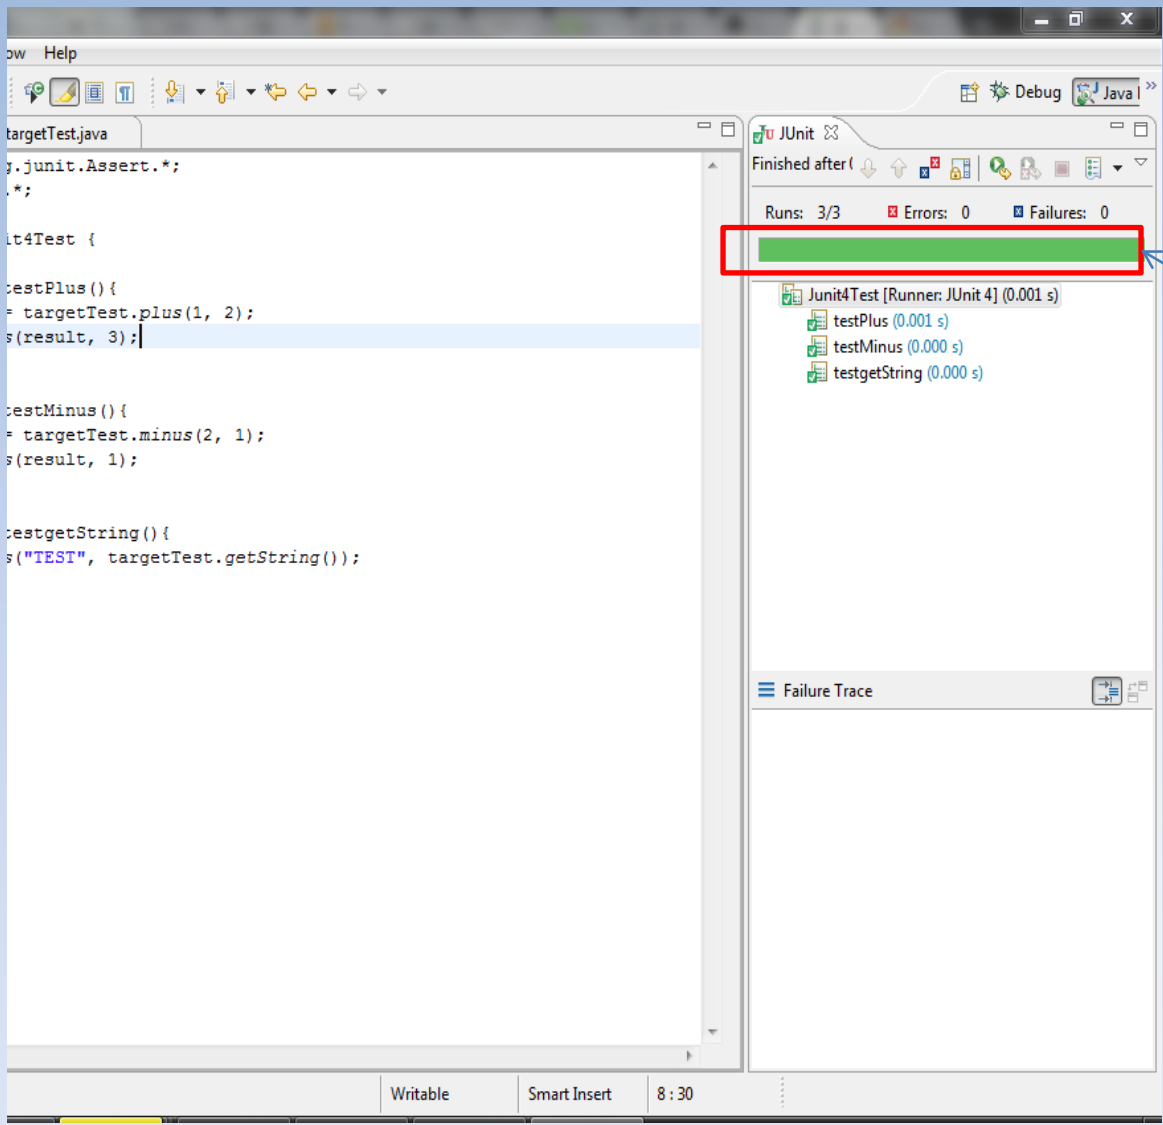 ow Help
Debug
Java
targetTest.java
JUnit
g.junit.Assert.*;
.*;
it4Test {
testPlus(){
= targetTest.plus(1, 2);
s(result, 3);
testMinus(){
= targetTest.minus(2, 1);
s(result, 1);
testgetString(){
s("TEST", targetTest.getString());
Finished after
Runs: 3/3 Errors: 0 Failures: 0
Junit4Test [Runner: JUnit 4] (0.001 s)
testPlus (0.001 s)
testMinus (0.000 s)
testgetString (0.000 s)
Failure Trace
Writable Smart Insert 8 : 30